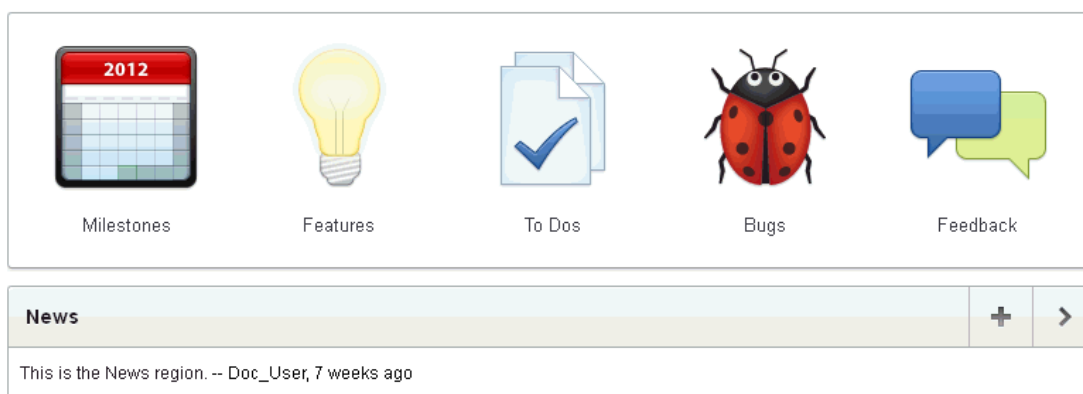 2012
Milestones Features To Dos Bugs Feedback
News
This is the News region. -- Doc_User, 7 weeks ago